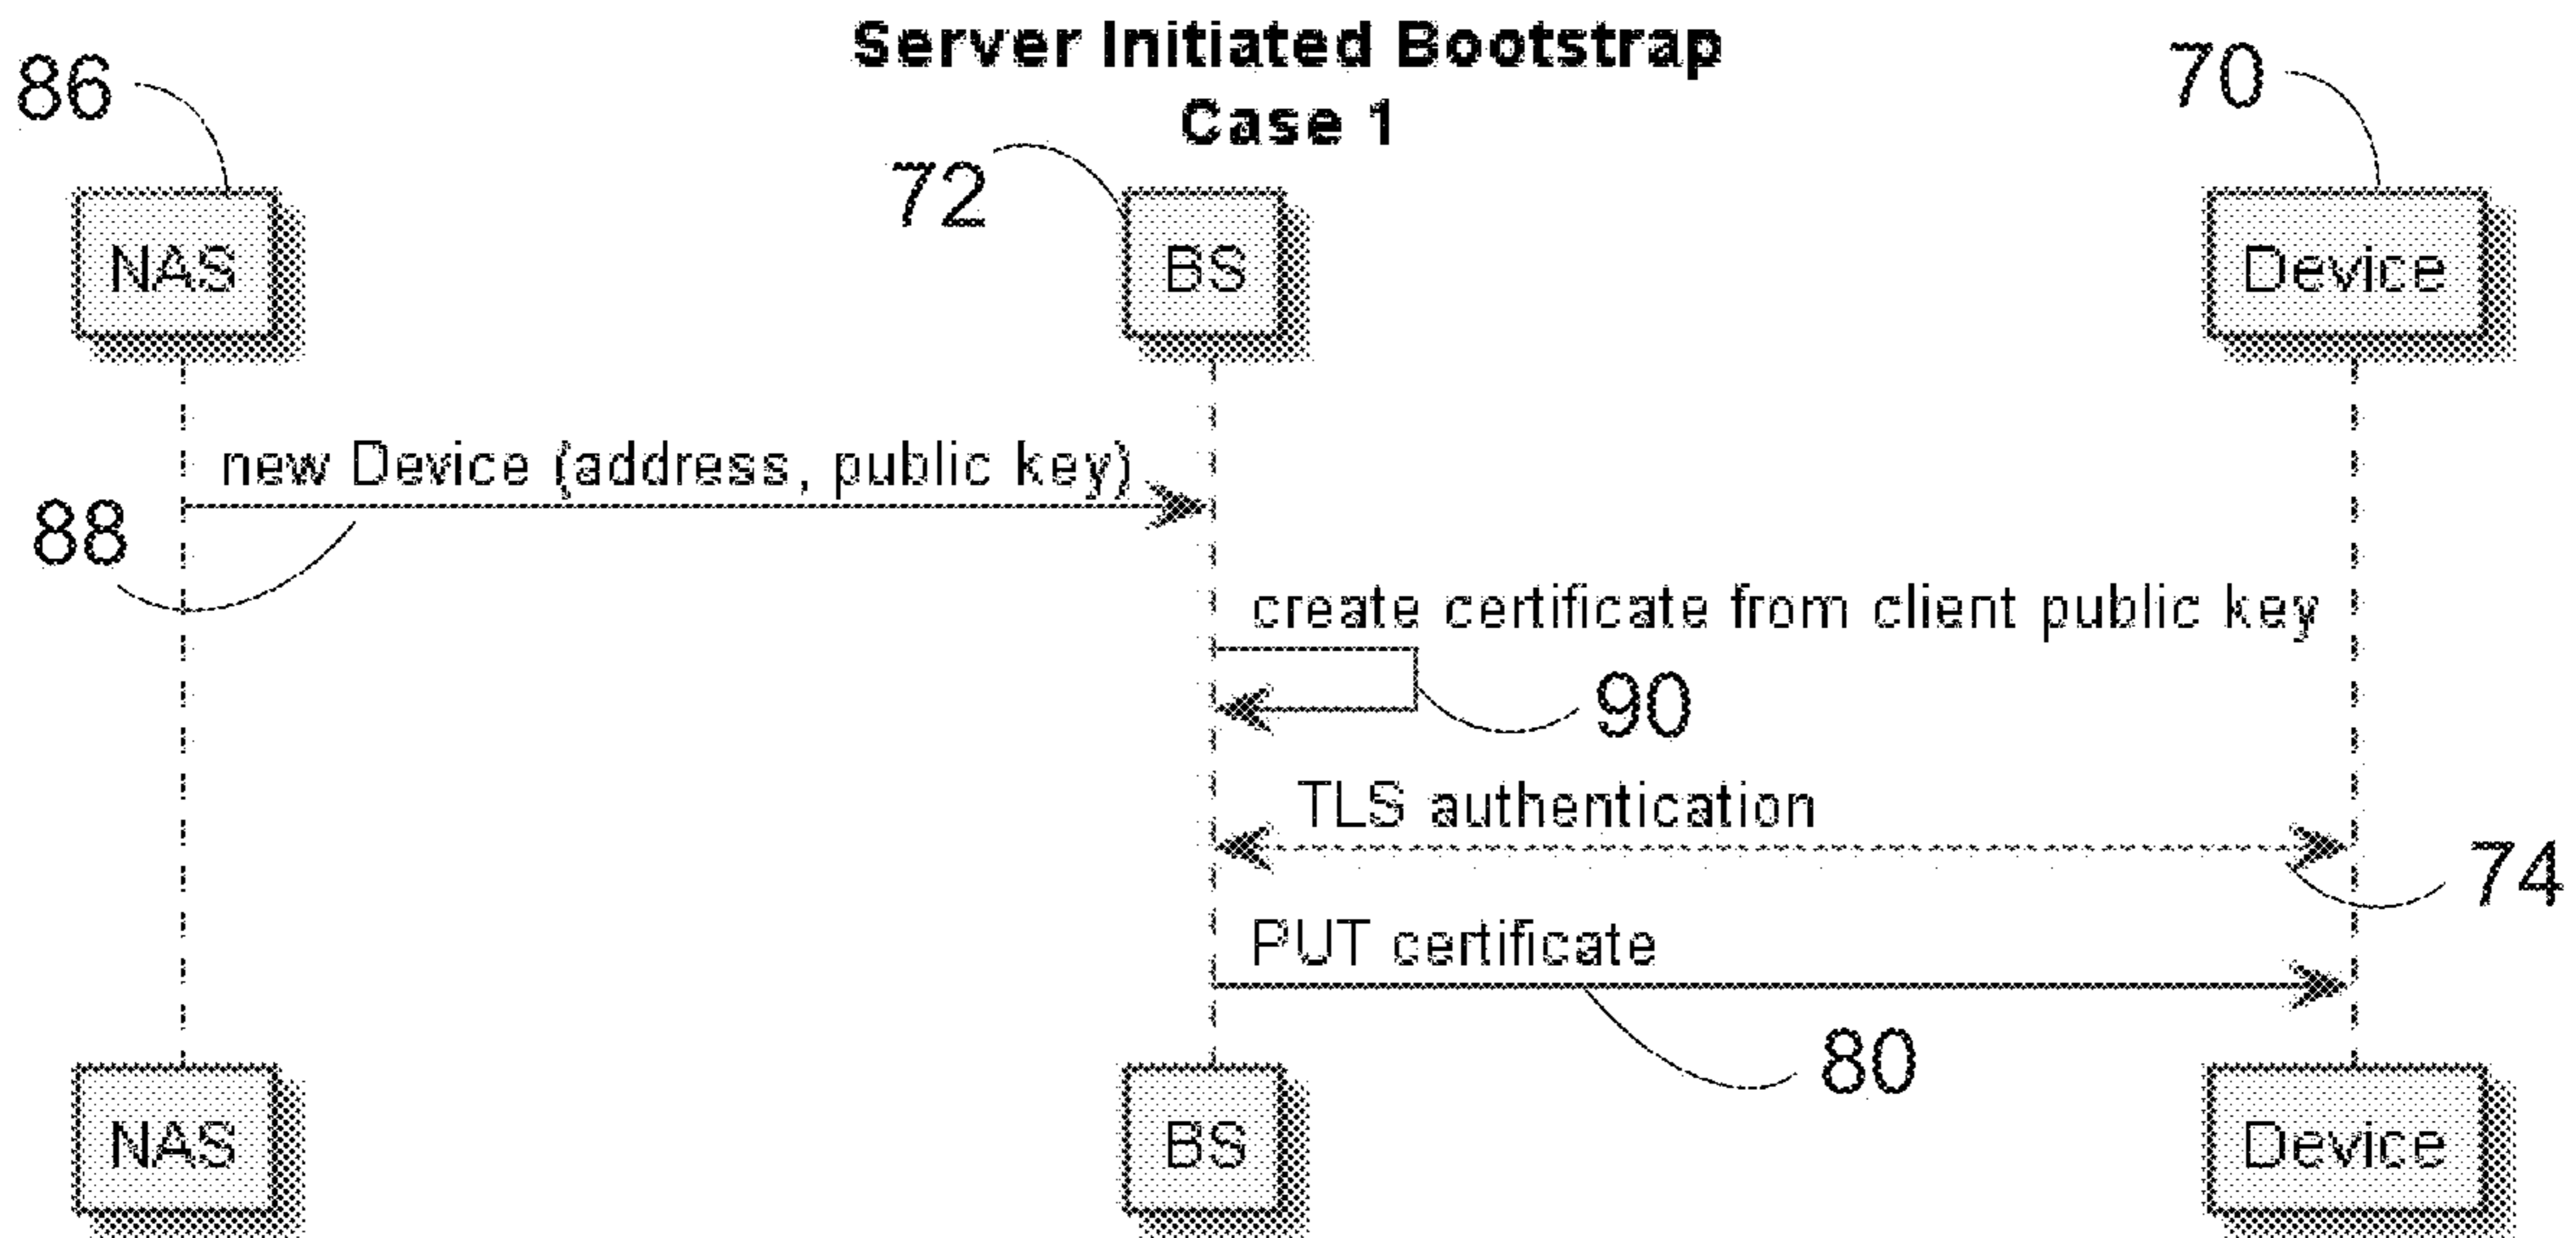 Server Initiated Bootstrap
Case 1
86
70
72
NAS
BS
Device
new Device (address, public key)
88
create certificate from client public key
90
TLS authentication
74
PUT certificate
80
NAS
BS
Device